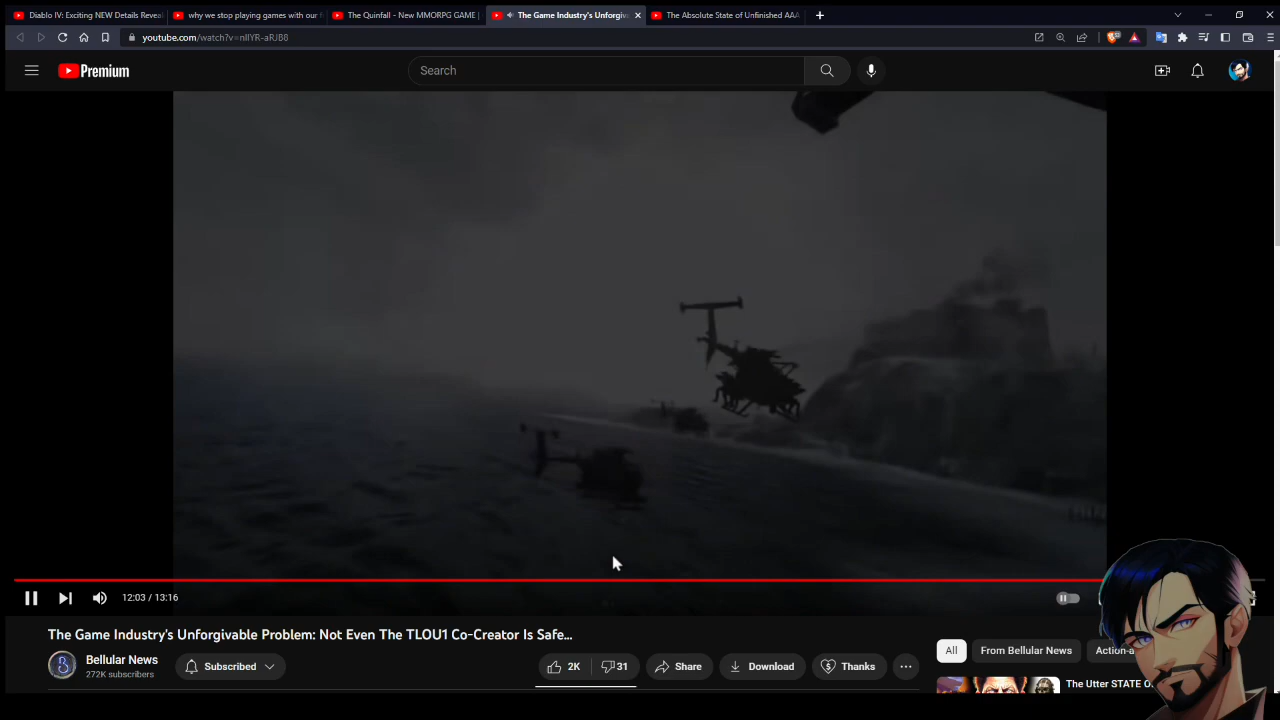 Diablo IV: Exciting NEW Details Reveal
why we stop playing games with our f
The Quinfall - New MMORPG GAME |
The Game Industry's Unforgiva
The Absolute State of Unfinished AAA
youtube.com/watch?v=nIlYR-aRJB8
Premium
Search
12:03 / 13:16
The Game Industry's Unforgivable Problem: Not Even The TLOU1 Co-Creator Is Safe...
Bellular News
272K subscribers
Subscribed
2K
31
Share
Download
Thanks
All
From Bellular News
Action-a
The Utter STATE O